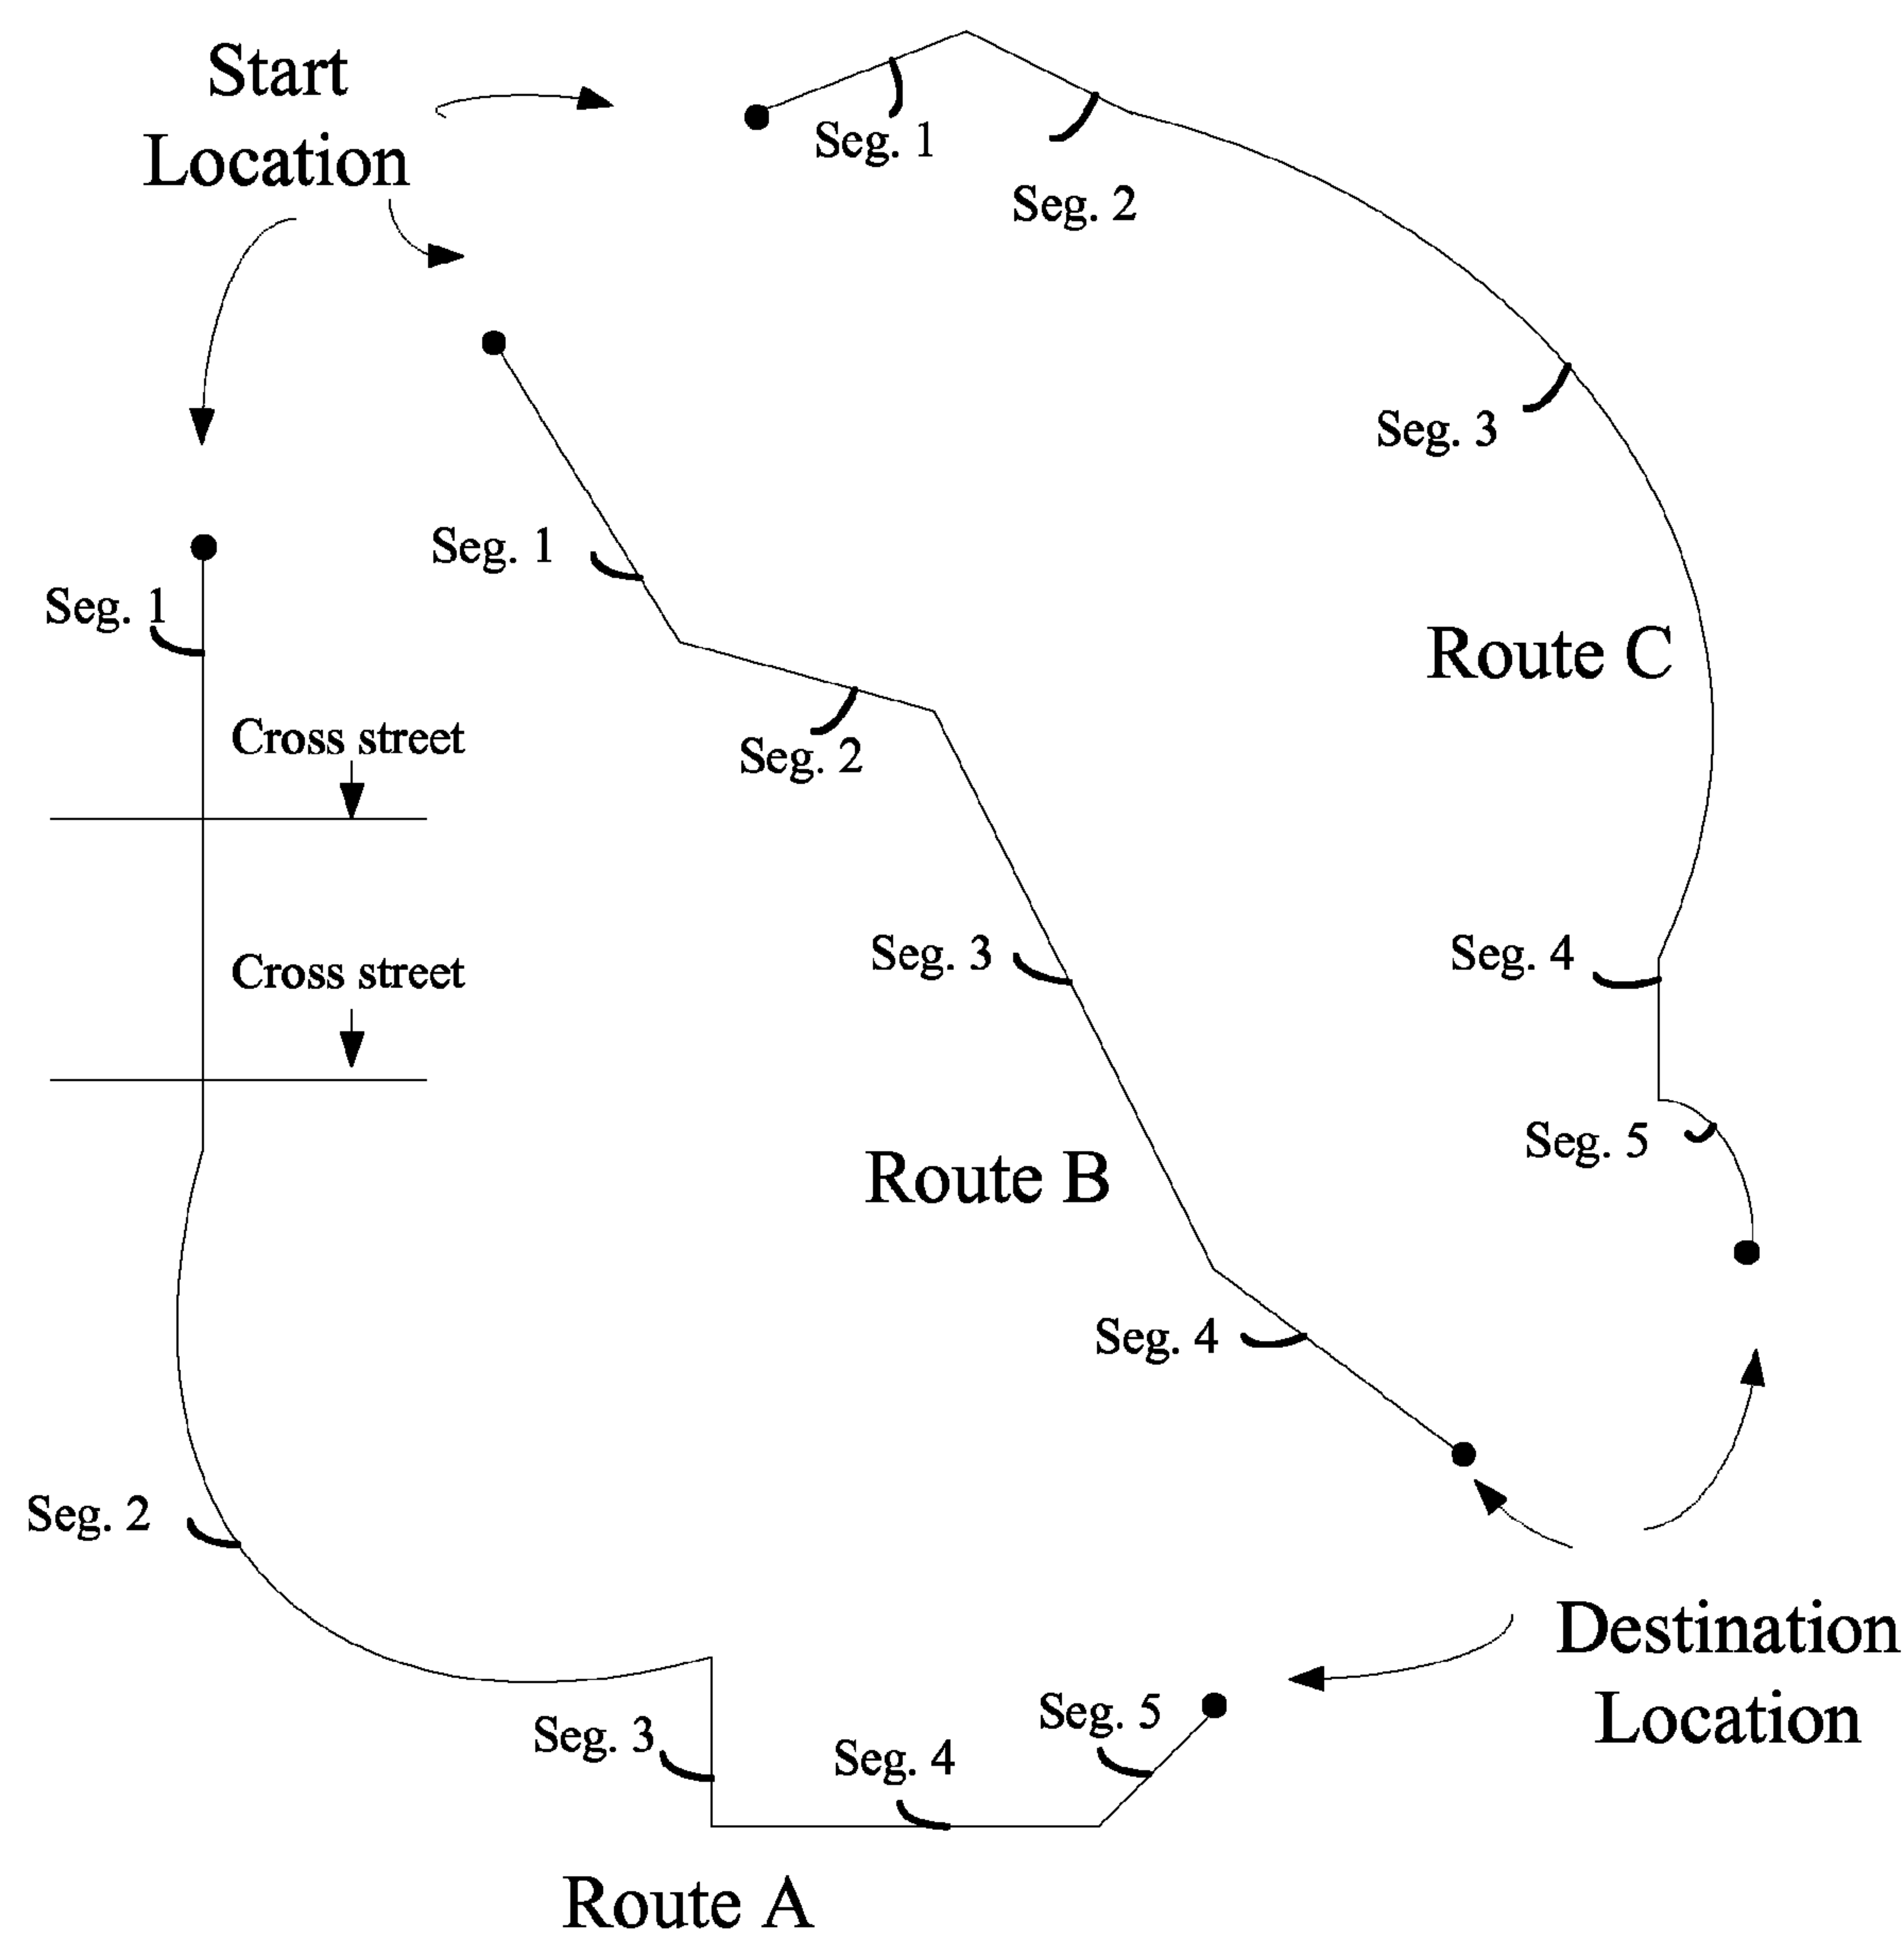 Start
Location
Seg. 1
Seg. 2
Seg. 3
Seg. 1
Seg. 1
Route C
Cross street
Seg. 2
Seg. 3
Seg. 4
Cross street
Seg. 5
Route B
Seg. 4
Seg. 2
Destination
Location
Seg. 5
Seg. 3
Seg. 4
Route A